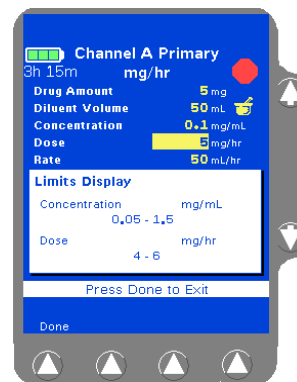 Channel A Primary
3h 15m mg/hr
Drug Amount 5 mg
Diluent Volume 50 mL
Concentration 0.1 mg/mL
Dose 5 mg/hr
Rate 50 mL/hr
Limits Display
Concentration mg/mL
0.05 - 1.5
Dose mg/hr
4 - 6
Press Done to Exit
Done